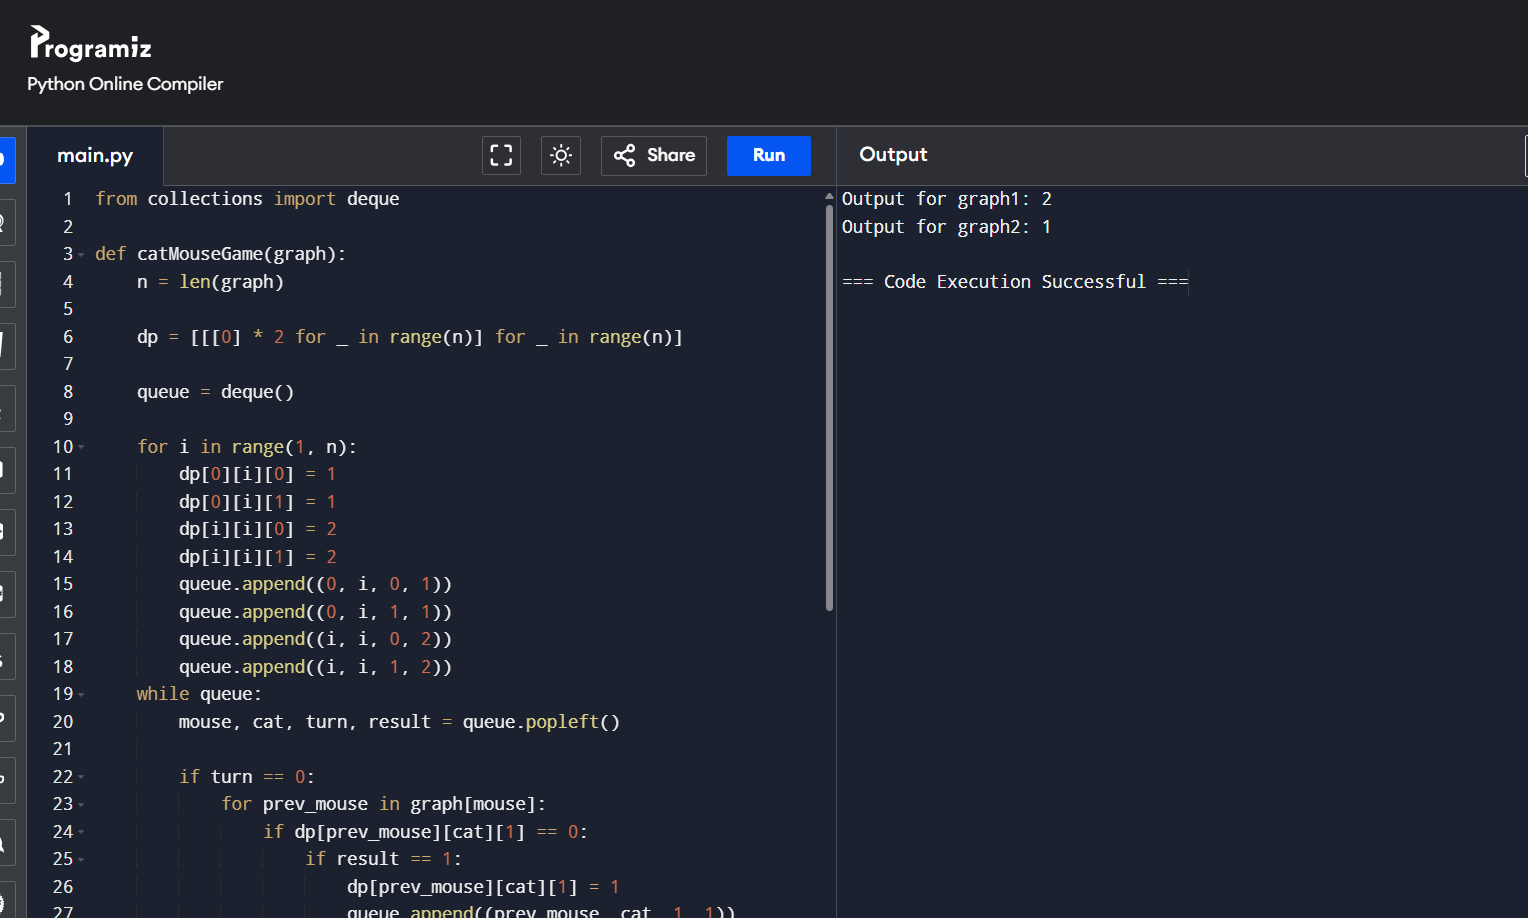 Programiz
Python Online Compiler
main.py
Share
Run
Output
1 from collections import deque
2
3 def catMouseGame(graph):
4     n = len(graph)
5
6     dp = [[[0] * 2 for _ in range(n)] for _ in range(n)]
7
8     queue = deque()
9
10     for i in range(1, n):
11         dp[0][i][0] = 1
12         dp[0][i][1] = 1
13         dp[i][i][0] = 2
14         dp[i][i][1] = 2
15         queue.append((0, i, 0, 1))
16         queue.append((0, i, 1, 1))
17         queue.append((i, i, 0, 2))
18         queue.append((i, i, 1, 2))
19     while queue:
20         mouse, cat, turn, result = queue.popleft()
21
22         if turn == 0:
23             for prev_mouse in graph[mouse]:
24                 if dp[prev_mouse][cat][1] == 0:
25                     if result == 1:
26                         dp[prev_mouse][cat][1] = 1
27                         queue.append((prev_mouse, cat, 1, 1))
Output for graph1: 2
Output for graph2: 1

=== Code Execution Successful ===